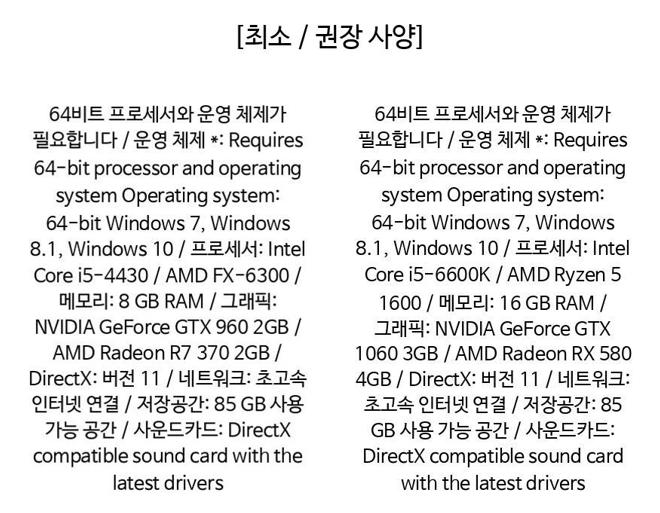 [최소 / 권장 사양]
64비트 프로세서와 운영 체제가
필요합니다 / 운영 체제 *: Requires
64-bit processor and operating
system Operating system:
64-bit Windows 7, Windows
8.1, Windows 10 / 프로세서: Intel
Core i5-4430 / AMD FX-6300 /
메모리: 8 GB RAM / 그래픽:
NVIDIA GeForce GTX 960 2GB /
AMD Radeon R7 370 2GB /
DirectX: 버전 11 / 네트워크: 초고속
인터넷 연결 / 저장공간: 85 GB 사용
가능 공간 / 사운드카드: DirectX
compatible sound card with the
latest drivers
64비트 프로세서와 운영 체제가
필요합니다 / 운영 체제 *: Requires
64-bit processor and operating
system Operating system:
64-bit Windows 7, Windows
8.1, Windows 10 / 프로세서: Intel
Core i5-6600K / AMD Ryzen 5
1600 / 메모리: 16 GB RAM /
그래픽: NVIDIA GeForce GTX
1060 3GB / AMD Radeon RX 580
4GB / DirectX: 버전 11 / 네트워크:
초고속 인터넷 연결 / 저장공간: 85
GB 사용 가능 공간 / 사운드카드:
DirectX compatible sound card
with the latest drivers